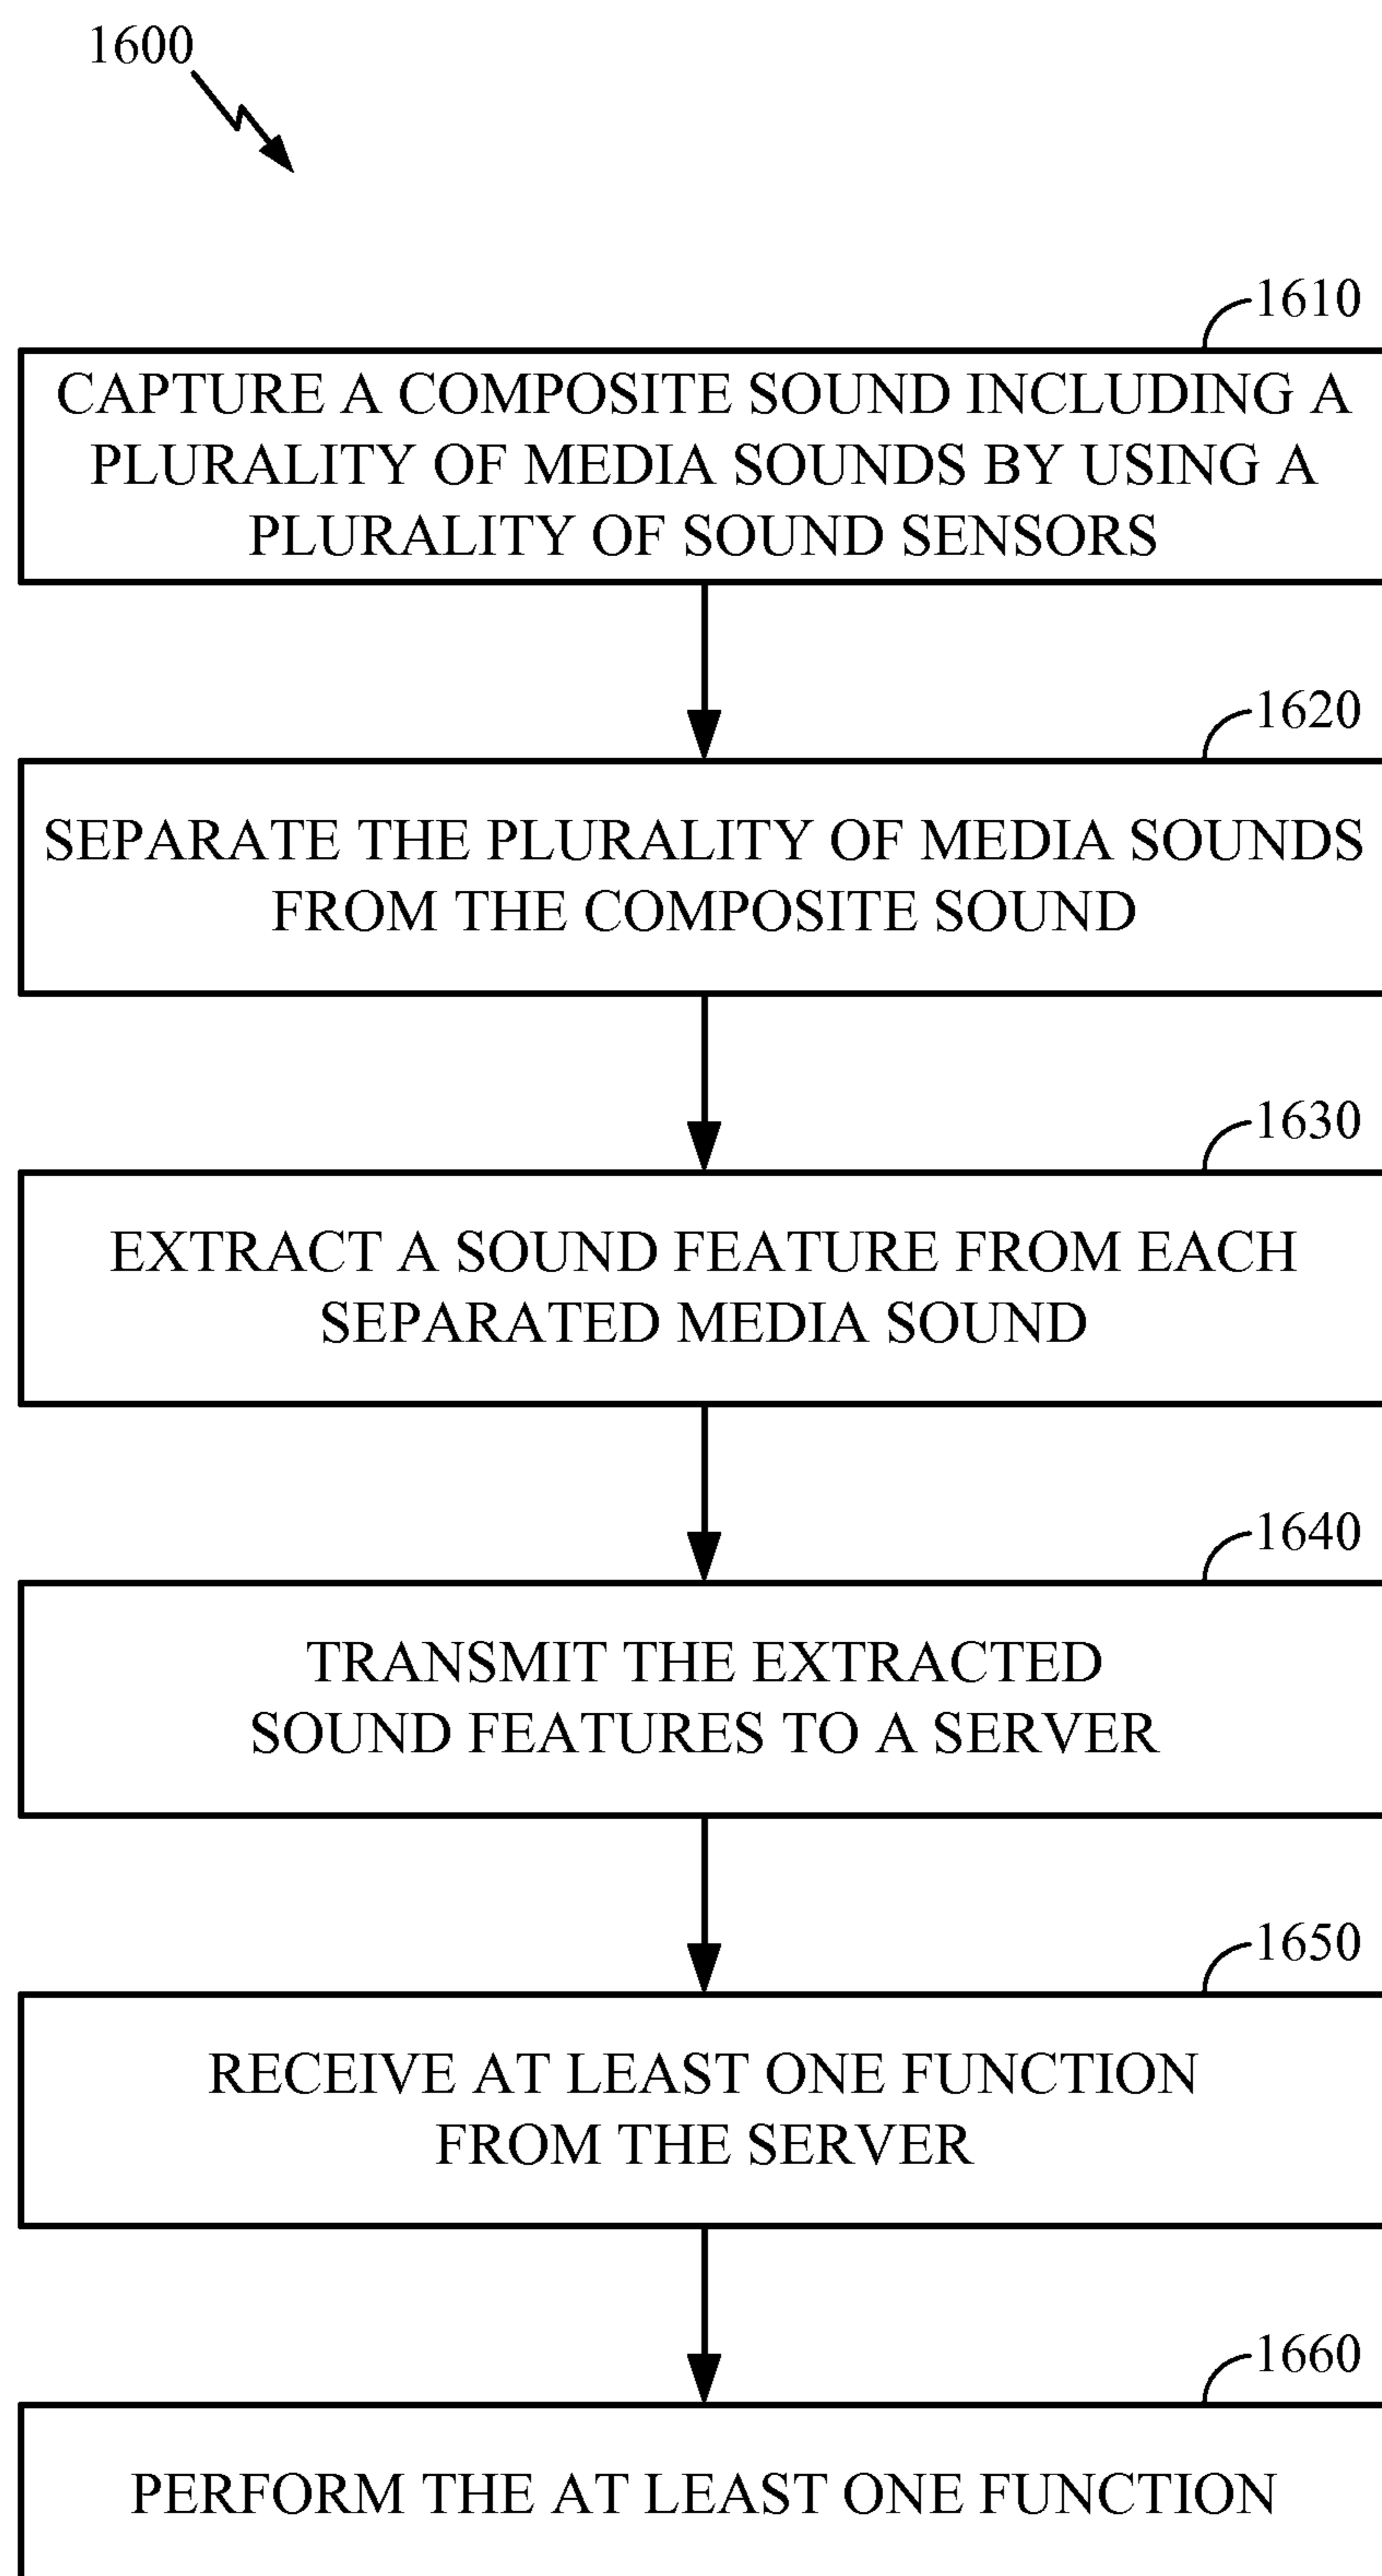 1600
1610
CAPTURE A COMPOSITE SOUND INCLUDING A
PLURALITY OF MEDIA SOUNDS BY USING A
PLURALITY OF SOUND SENSORS
1620
SEPARATE THE PLURALITY OF MEDIA SOUNDS
FROM THE COMPOSITE SOUND
1630
EXTRACT A SOUND FEATURE FROM EACH
SEPARATED MEDIA SOUND
1640
TRANSMIT THE EXTRACTED
SOUND FEATURES TO A SERVER
1650
RECEIVE AT LEAST ONE FUNCTION
FROM THE SERVER
1660
PERFORM THE AT LEAST ONE FUNCTION